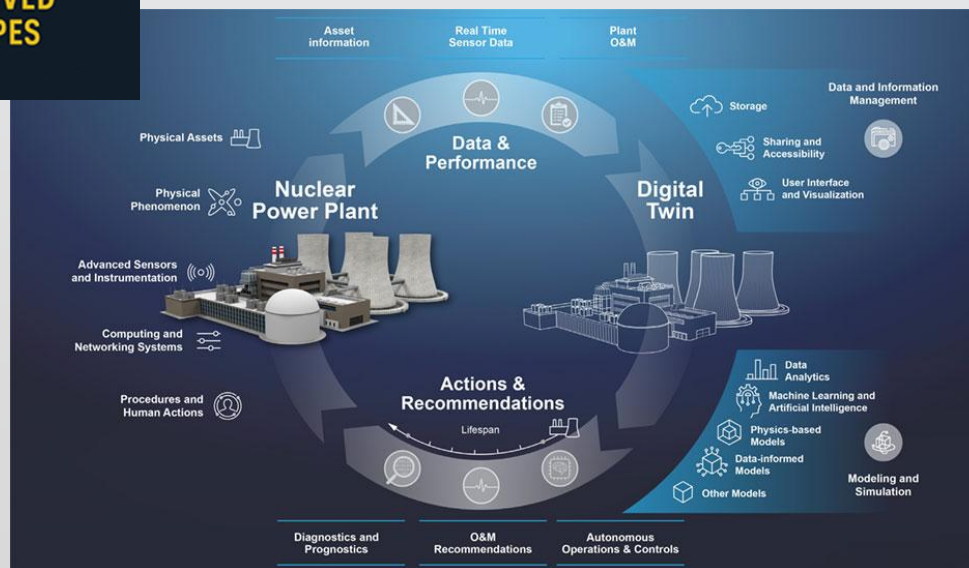 Asset
information
Real Time
Sensor Data
Plant
O&M
Data &
Performance
Physical Assets
Physical
Phenomenon
Advanced Sensors
and Instrumentation
Computing and
Networking Systems
Procedures and
Human Actions
Nuclear
Power Plant
Digital
Twin
Storage
Sharing and
Accessibility
User Interface
and Visualization
Data and Information
Management
Actions &
Recommendations
Lifespan
Data
Analytics
Machine Learning and
Artificial Intelligence
Physics-based
Models
Data-informed
Models
Other Models
Modeling and
Simulation
Diagnostics and
Prognostics
O&M
Recommendations
Autonomous
Operations & Controls